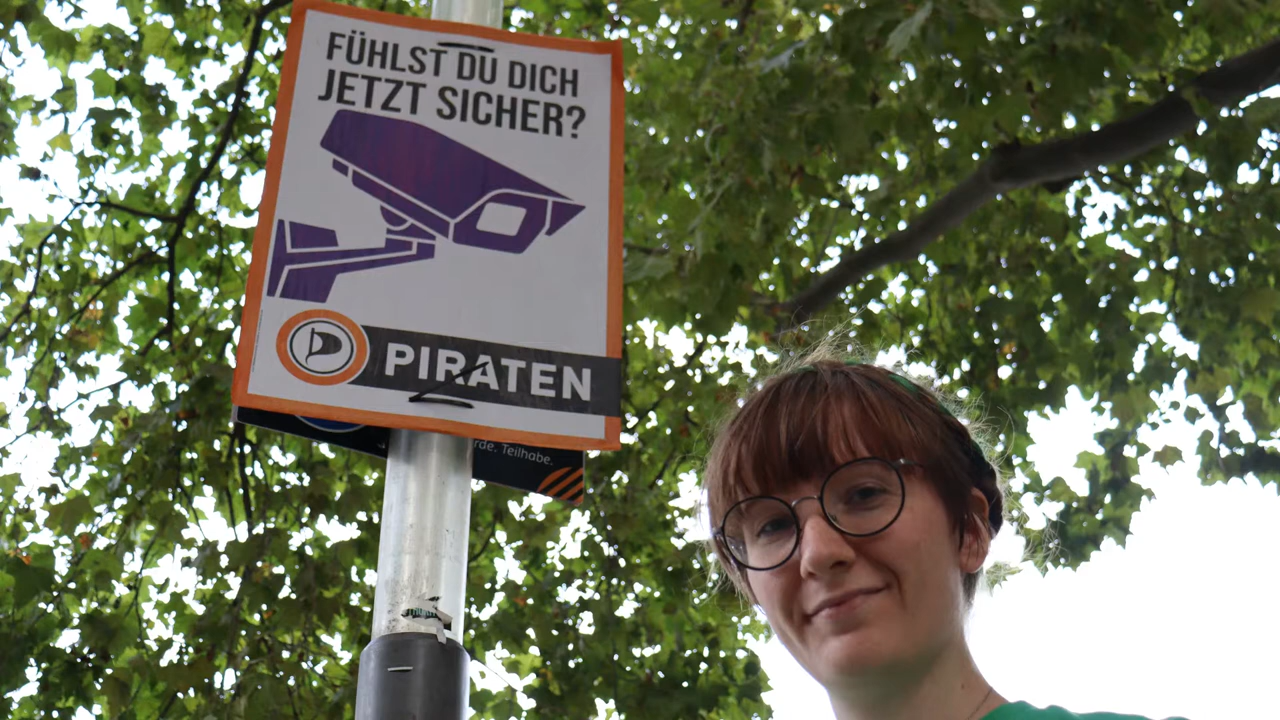 FÜHLST DU DICH
JETZT SICHER?
PIRATEN
Teilhabe.